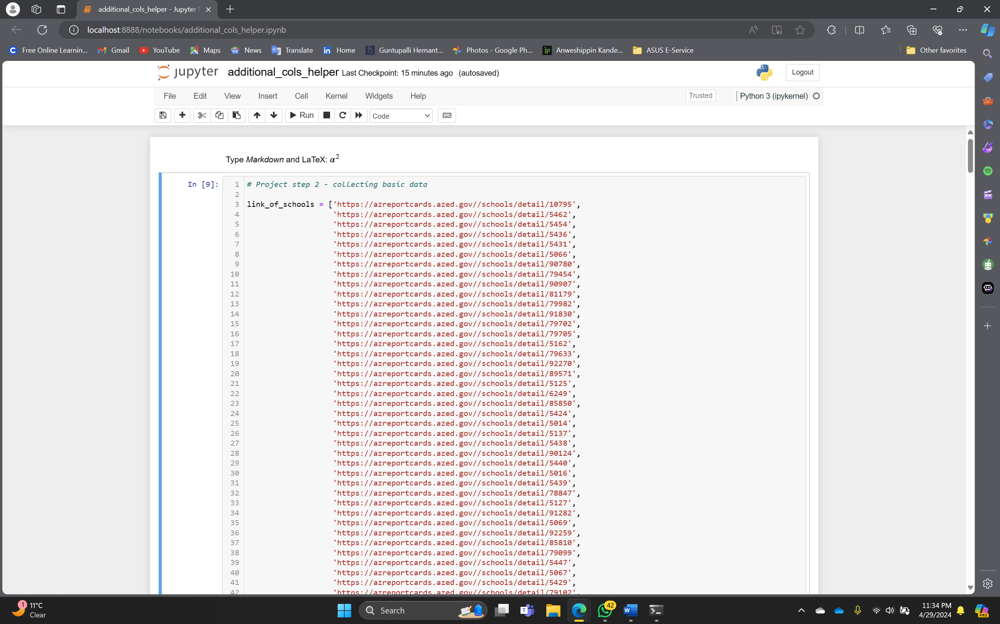 additional_cols_helper - Jupyter N
localhost:8888/notebooks/additional_cols_helper.ipynb
Free Online Learnin... Gmail YouTube Maps News Translate Home Guntupalli Hemant... Photos - Google Ph... Anweshippin Kande... ASUS E-Service Other favorites
jupyter additional_cols_helper Last Checkpoint: 15 minutes ago (autosaved) Logout
File Edit View Insert Cell Kernel Widgets Help Trusted Python 3 (ipykernel)
Run Code
Type Markdown and LaTeX: α²
In [9]: 1 # Project step 2 - collecting basic data
2
3 link_of_schools = ['https://azreportcards.azed.gov//schools/detail/10795',
4 'https://azreportcards.azed.gov//schools/detail/5462',
5 'https://azreportcards.azed.gov//schools/detail/5454',
6 'https://azreportcards.azed.gov//schools/detail/5436',
7 'https://azreportcards.azed.gov//schools/detail/5431',
8 'https://azreportcards.azed.gov//schools/detail/5066',
9 'https://azreportcards.azed.gov//schools/detail/90780',
10 'https://azreportcards.azed.gov//schools/detail/79454',
11 'https://azreportcards.azed.gov//schools/detail/90907',
12 'https://azreportcards.azed.gov//schools/detail/81179',
13 'https://azreportcards.azed.gov//schools/detail/79982',
14 'https://azreportcards.azed.gov//schools/detail/91830',
15 'https://azreportcards.azed.gov//schools/detail/79702',
16 'https://azreportcards.azed.gov//schools/detail/79705',
17 'https://azreportcards.azed.gov//schools/detail/5162',
18 'https://azreportcards.azed.gov//schools/detail/79633',
19 'https://azreportcards.azed.gov//schools/detail/92270',
20 'https://azreportcards.azed.gov//schools/detail/89571',
21 'https://azreportcards.azed.gov//schools/detail/5125',
22 'https://azreportcards.azed.gov//schools/detail/6249',
23 'https://azreportcards.azed.gov//schools/detail/85850',
24 'https://azreportcards.azed.gov//schools/detail/5424',
25 'https://azreportcards.azed.gov//schools/detail/5014',
26 'https://azreportcards.azed.gov//schools/detail/5137',
27 'https://azreportcards.azed.gov//schools/detail/5438',
28 'https://azreportcards.azed.gov//schools/detail/90124',
29 'https://azreportcards.azed.gov//schools/detail/5440',
30 'https://azreportcards.azed.gov//schools/detail/5016',
31 'https://azreportcards.azed.gov//schools/detail/5439',
32 'https://azreportcards.azed.gov//schools/detail/78847',
33 'https://azreportcards.azed.gov//schools/detail/5127',
34 'https://azreportcards.azed.gov//schools/detail/91282',
35 'https://azreportcards.azed.gov//schools/detail/5069',
36 'https://azreportcards.azed.gov//schools/detail/92259',
37 'https://azreportcards.azed.gov//schools/detail/85810',
38 'https://azreportcards.azed.gov//schools/detail/79099',
39 'https://azreportcards.azed.gov//schools/detail/5447',
40 'https://azreportcards.azed.gov//schools/detail/5067',
41 'https://azreportcards.azed.gov//schools/detail/5429',
42 'https://azreportcards.azed.gov//schools/detail/79102',
1 11°C
Clear
Search
42
11:34 PM
4/29/2024
PRE